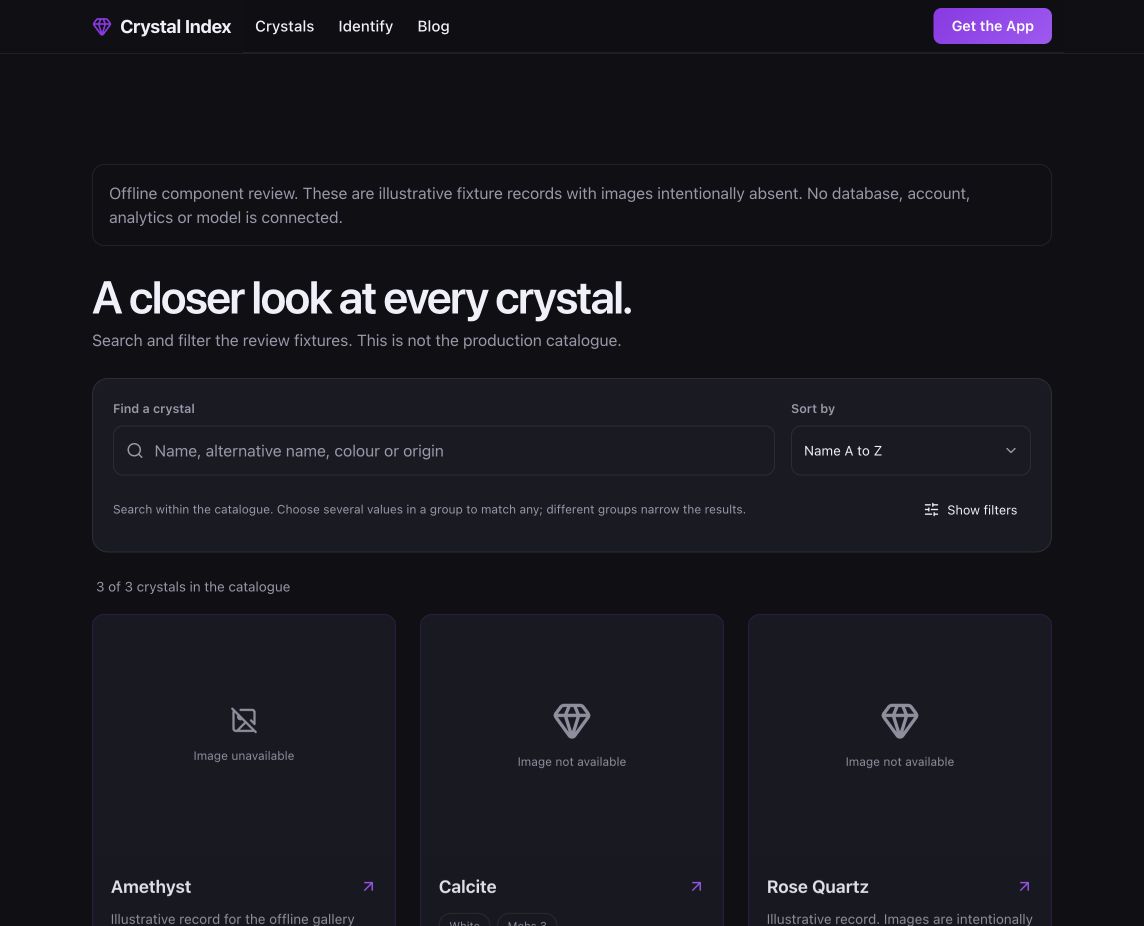 Crystal Index
Crystals
Identify
Blog
Get the App
Offline component review. These are illustrative fixture records with images intentionally absent. No database, account,
analytics or model is connected.
A closer look at every crystal.
Search and filter the review fixtures. This is not the production catalogue.
Find a crystal
Sort by
Name, alternative name, colour or origin
Name A to Z
Search within the catalogue. Choose several values in a group to match any; different groups narrow the results.
Show filters
3 of 3 crystals in the catalogue
Image unavailable
Image not available
Image not available
Amethyst
Calcite
Rose Quartz
Illustrative record for the offline gallery
White
Mohs 3
Illustrative record. Images are intentionally